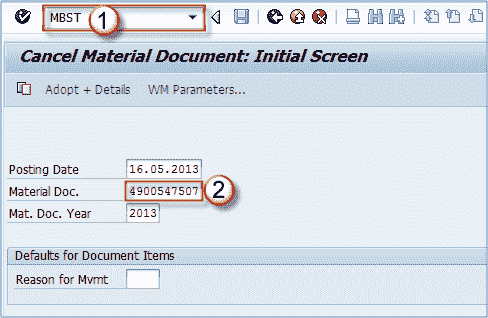 MBST 1
Cancel Material Document: Initial Screen
Adopt + Details WM Parameters...
Posting Date 16.05.2013
Material Doc. 4900547507 2
Mat. Doc. Year 2013
Defaults for Document Items
Reason for Mvmt